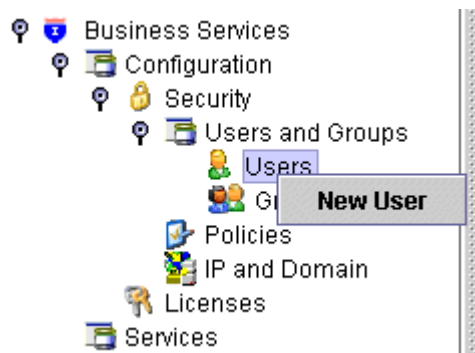 Business Services
Configuration
Security
Users and Groups
Users
New User
Policies
IP and Domain
Licenses
Services